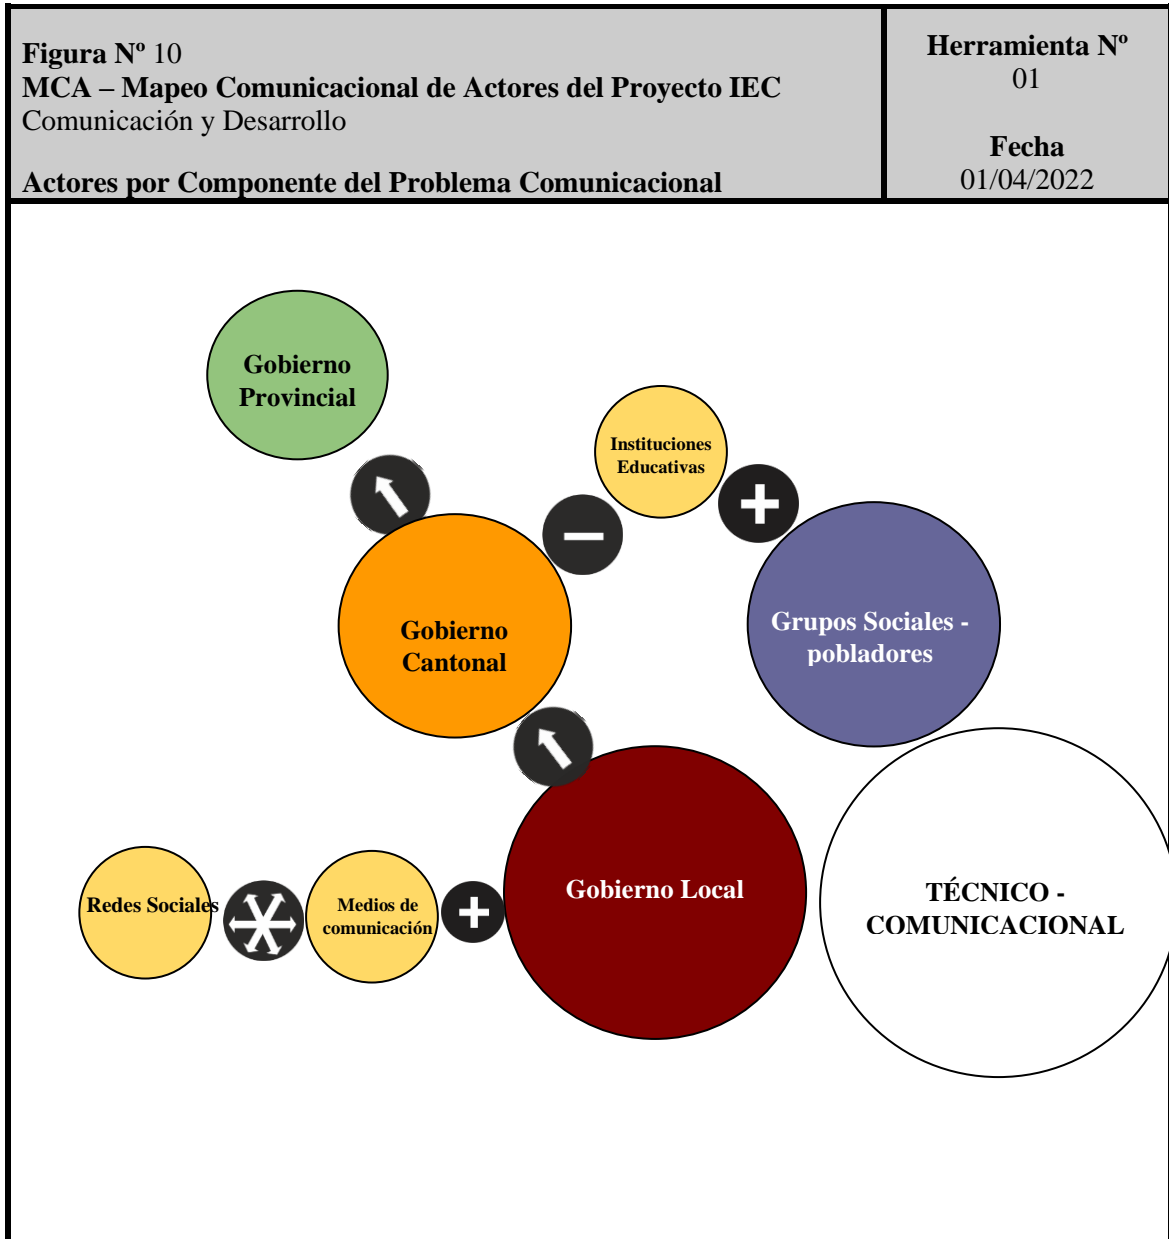 Figura Nº 10
MCA – Mapeo Comunicacional de Actores del Proyecto IEC
Comunicación y Desarrollo
Actores por Componente del Problema Comunicacional
Herramienta Nº
01
Fecha
01/04/2022
Gobierno
Provincial
Instituciones
Educativas
Gobierno
Cantonal
Grupos Sociales -
pobladores
Redes Sociales
Medios de
comunicación
Gobierno Local
TÉCNICO -
COMUNICACIONAL